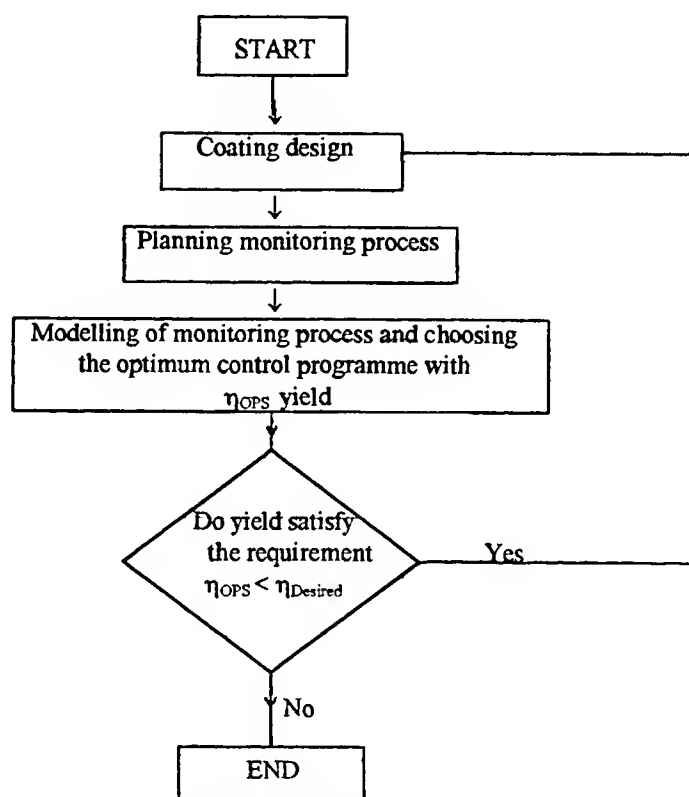 START
Coating design
Planning monitoring process
Modelling of monitoring process and choosing
the optimum control programme with
ηOPS yield
Do yield satisfy
the requirement
ηOPS < ηDesired
Yes
No
END